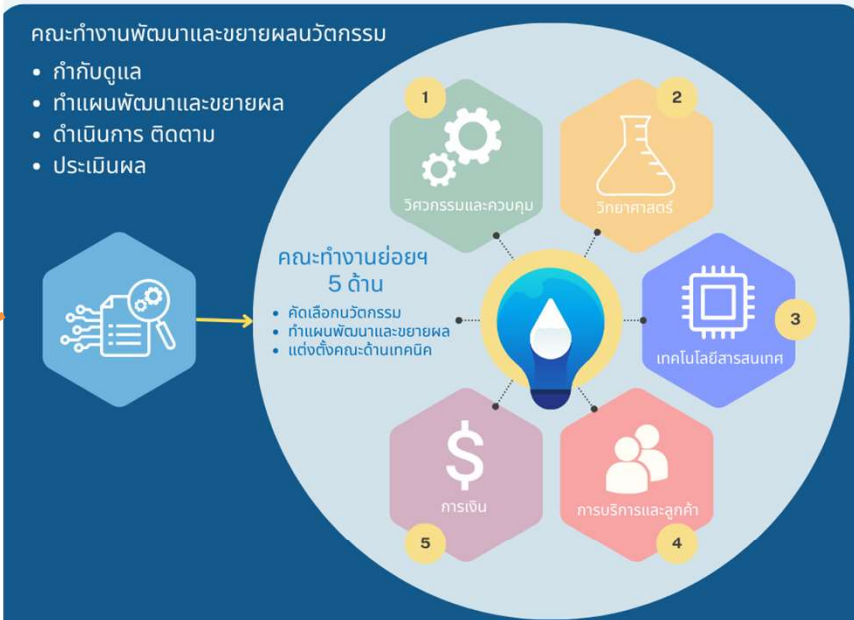 คณะทำงานพัฒนาและขยายผลนวัตกรรม
• กำกับดูแล
• ทำแผนพัฒนาและขยายผล
• ดำเนินการ ติดตาม
• ประเมินผล
คณะทำงานย่อยฯ
5 ด้าน
• คัดเลือกนวัตกรรม
• ทำแผนพัฒนาและขยายผล
• แต่งตั้งคณะด้านเทคนิค
1
วิศวกรรมและควบคุม
2
วิทยาศาสตร์
3
เทคโนโลยีสารสนเทศ
การบริการและลูกค้า
4
$
การเงิน
5